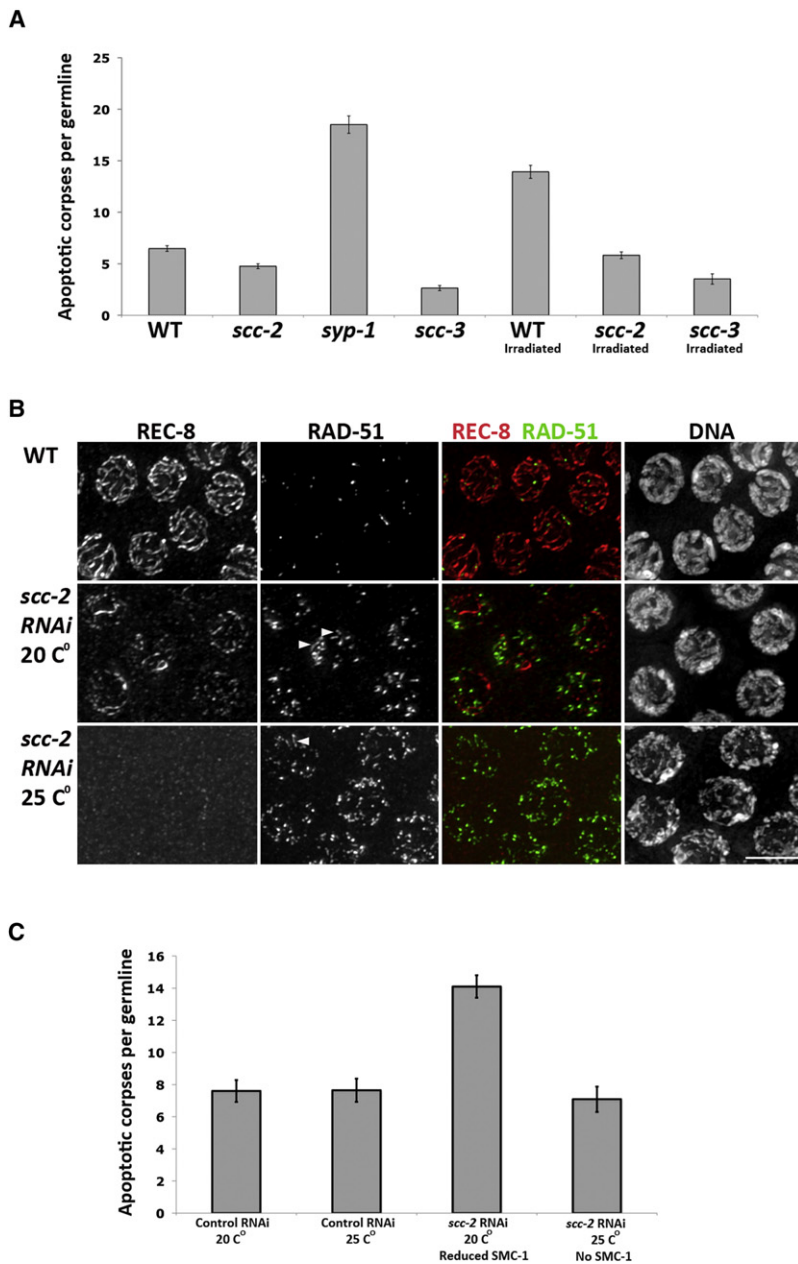 A
Apoptotic corpses per germline
25
20
15
10
5
0
WT
scc-2
syp-1
scc-3
WT
Irradiated
scc-2
Irradiated
scc-3
Irradiated
B
REC-8
RAD-51
REC-8 RAD-51
DNA
WT
scc-2
RNAi
20 C⁰
scc-2
RNAi
25 C⁰
C
Apoptotic corpses per germline
16
14
12
10
8
6
4
2
0
Control RNAi
20 C⁰
Control RNAi
25 C⁰
scc-2 RNAi
20 C⁰
Reduced SMC-1
scc-2 RNAi
25 C⁰
No SMC-1